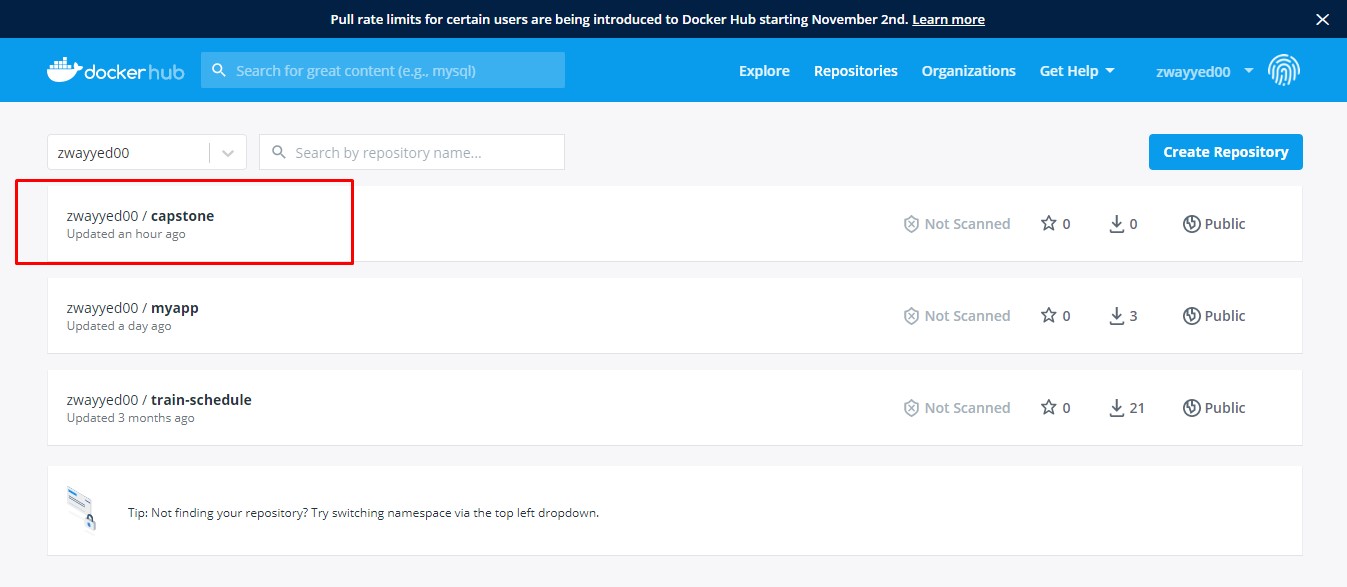 Pull rate limits for certain users are being introduced to Docker Hub starting November 2nd. Learn more
dockerhub
Search for great content (e.g., mysql)
Explore
Repositories
Organizations
Get Help
zwayyed00
zwayyed00
Search by repository name...
Create Repository
zwayyed00 / capstone
Updated an hour ago
Not Scanned
0
0
Public
zwayyed00 / myapp
Updated a day ago
Not Scanned
0
3
Public
zwayyed00 / train-schedule
Updated 3 months ago
Not Scanned
0
21
Public
Tip: Not finding your repository? Try switching namespace via the top left dropdown.